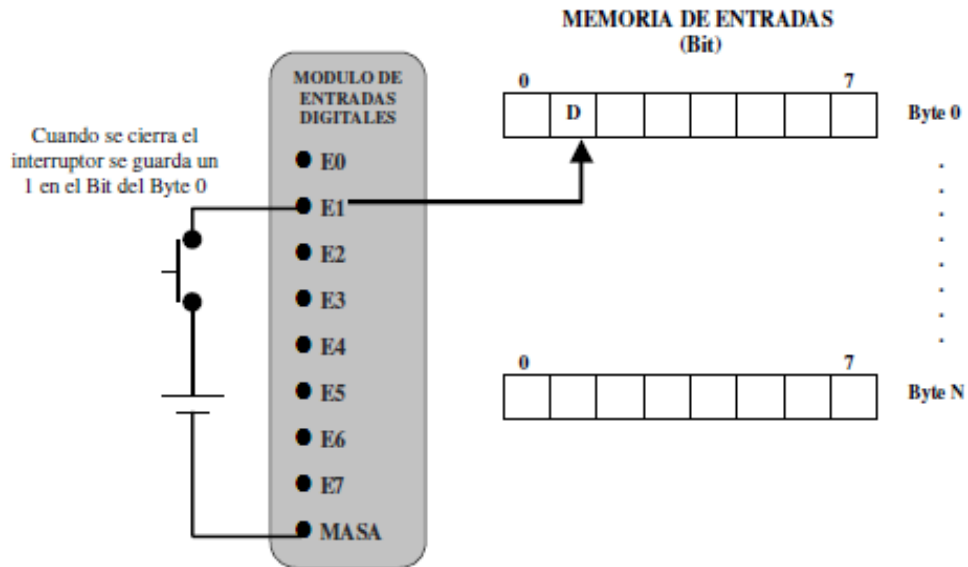 MEMORIA DE ENTRADAS
(Bit)
MODULO DE
ENTRADAS
DIGITALES
0 7
D
Byte 0
Cuando se cierra el
interruptor se guarda un
1 en el Bit del Byte 0
E0
E1
E2
E3
E4
E5
E6
E7
MASA
0 7
Byte N